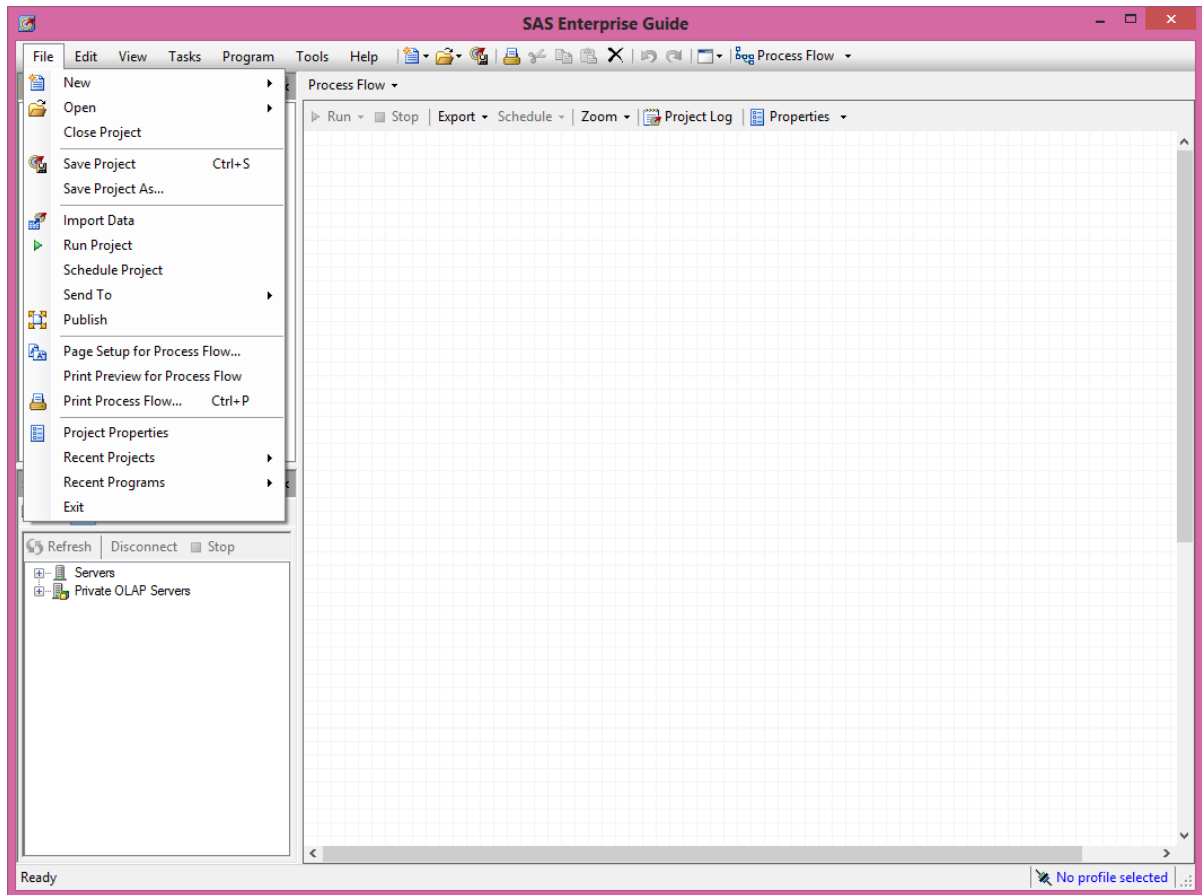 SAS Enterprise Guide
File Edit View Tasks Program Tools Help Process Flow
New
Open
Close Project
Save Project Ctrl+S
Save Project As...
Import Data
Run Project
Schedule Project
Send To
Publish
Page Setup for Process Flow...
Print Preview for Process Flow
Print Process Flow... Ctrl+P
Project Properties
Recent Projects
Recent Programs
Exit
Process Flow
Run Stop Export Schedule Zoom Project Log Properties
Refresh Disconnect Stop
Servers
Private OLAP Servers
Ready No profile selected